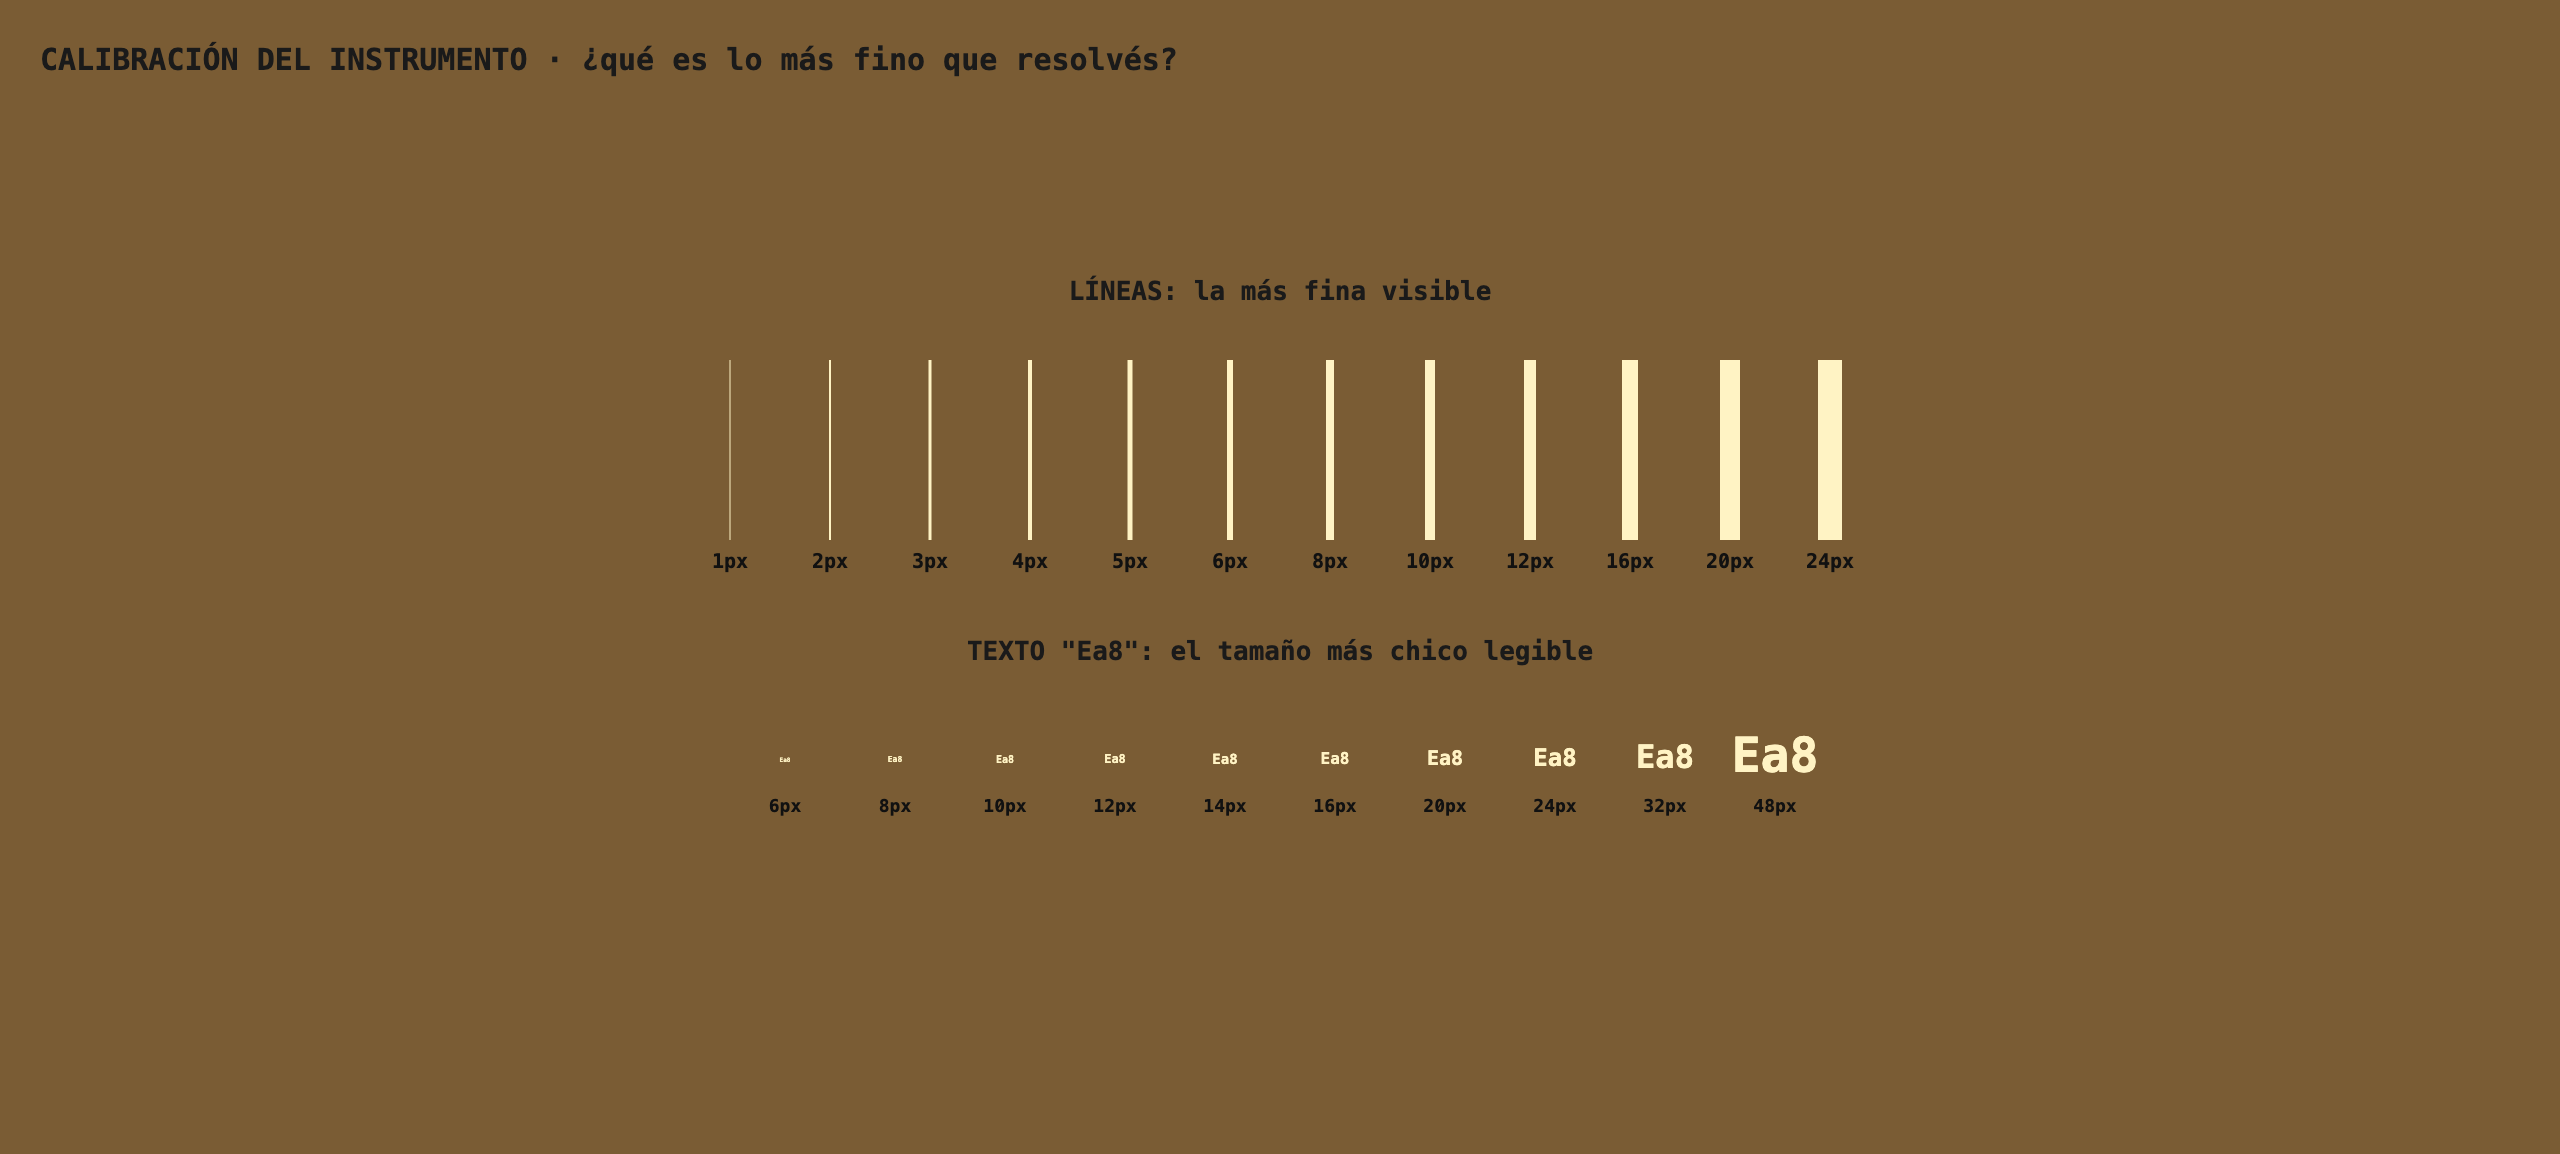 CALIBRACIÓN DEL INSTRUMENTO · ¿qué es lo más fino que resolvés?
LÍNEAS: la más fina visible
1px 2px 3px 4px 5px 6px 8px 10px 12px 16px 20px 24px
TEXTO "Ea8": el tamaño más chico legible
Ea8 Ea8 Ea8 Ea8 Ea8 Ea8 Ea8 Ea8 Ea8 Ea8
6px 8px 10px 12px 14px 16px 20px 24px 32px 48px